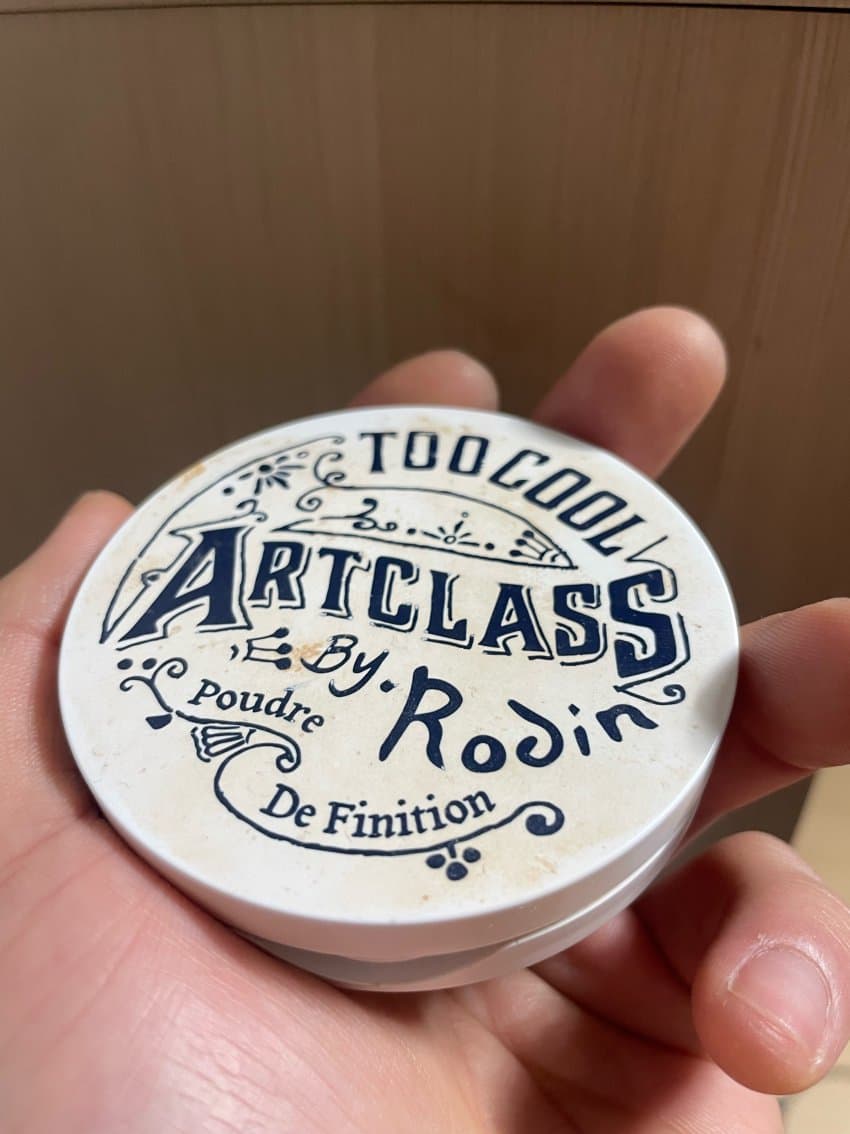 TOO COOL
ARTCLASS
By. Rodin
Poudre
De Finition